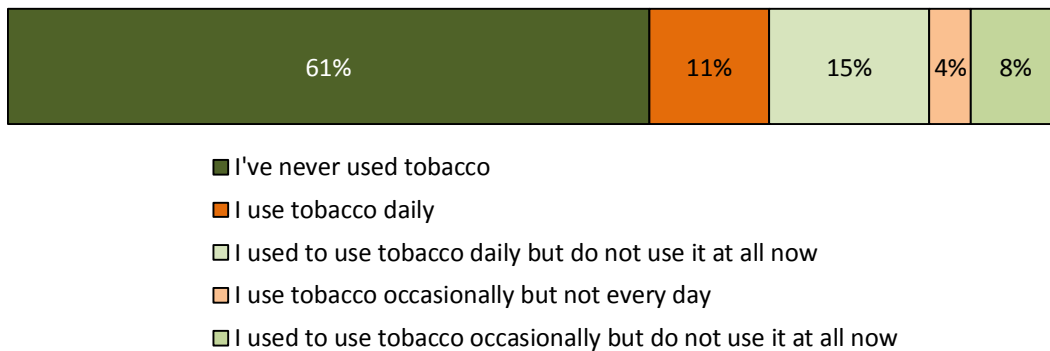 61% 11% 15% 4% 8%
I've never used tobacco
I use tobacco daily
I used to use tobacco daily but do not use it at all now
I use tobacco occasionally but not every day
I used to use tobacco occasionally but do not use it at all now